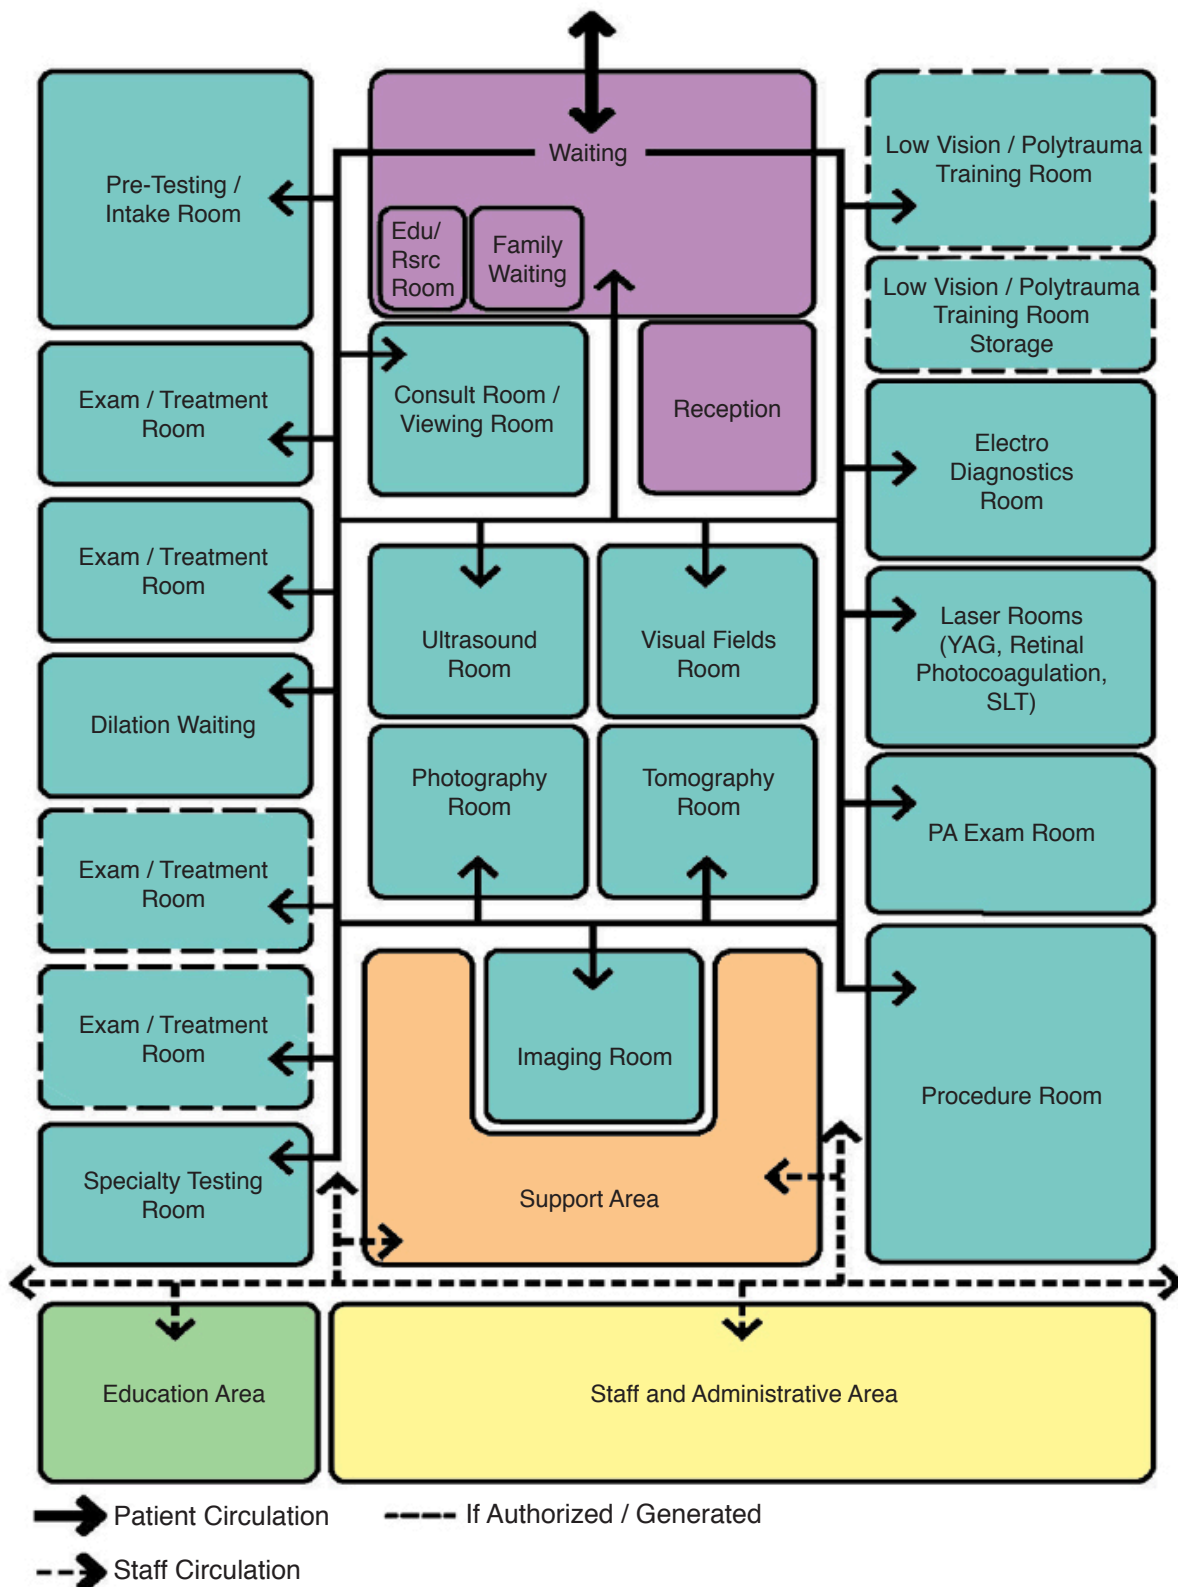 Waiting
Edu/
Rsrc
Room
Family
Waiting
Pre-Testing /
Intake Room
Exam / Treatment
Room
Exam / Treatment
Room
Dilation Waiting
Exam / Treatment
Room
Exam / Treatment
Room
Specialty Testing
Room
Consult Room /
Viewing Room
Reception
Ultrasound
Room
Visual Fields
Room
Photography
Room
Tomography
Room
Imaging Room
Support Area
Low Vision / Polytrauma
Training Room
Low Vision / Polytrauma
Training Room
Storage
Electro
Diagnostics
Room
Laser Rooms
(YAG, Retinal
Photocoagulation,
SLT)
PA Exam Room
Procedure Room
Education Area
Staff and Administrative Area
Patient Circulation
If Authorized / Generated
Staff Circulation